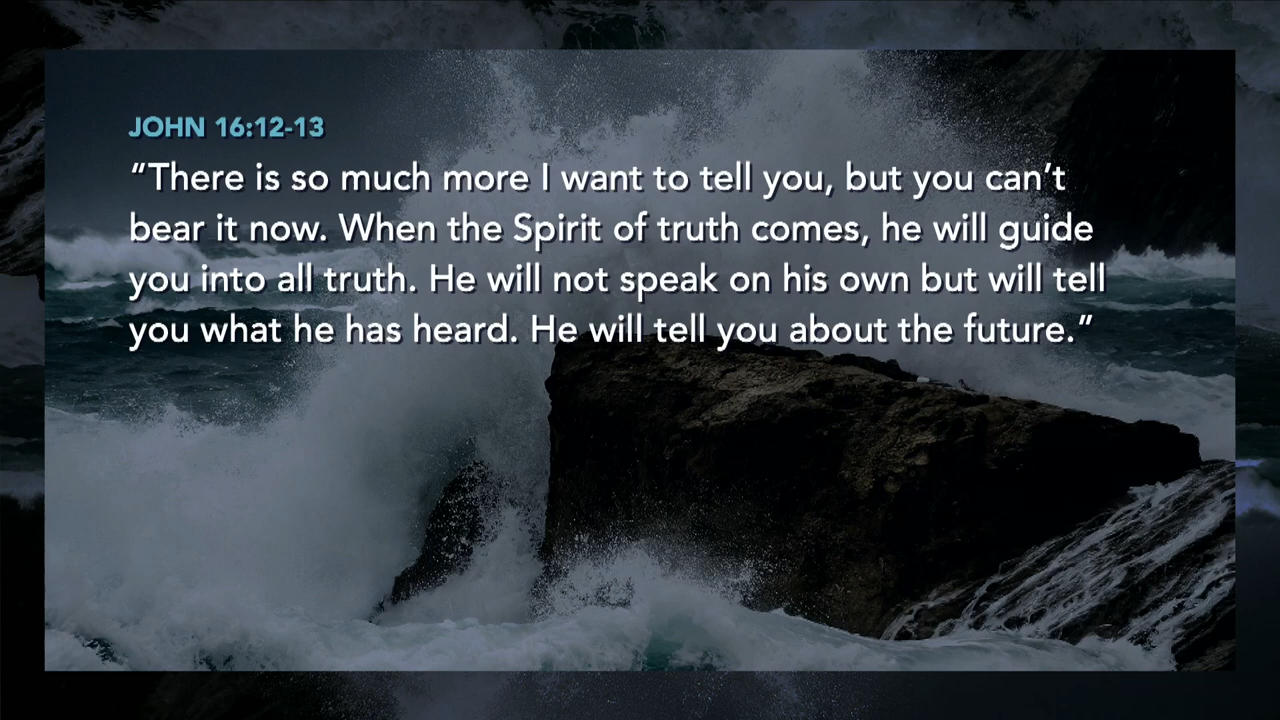 JOHN 16:12-13
“There is so much more I want to tell you, but you can’t
bear it now. When the Spirit of truth comes, he will guide
you into all truth. He will not speak on his own but will tell
you what he has heard. He will tell you about the future.”